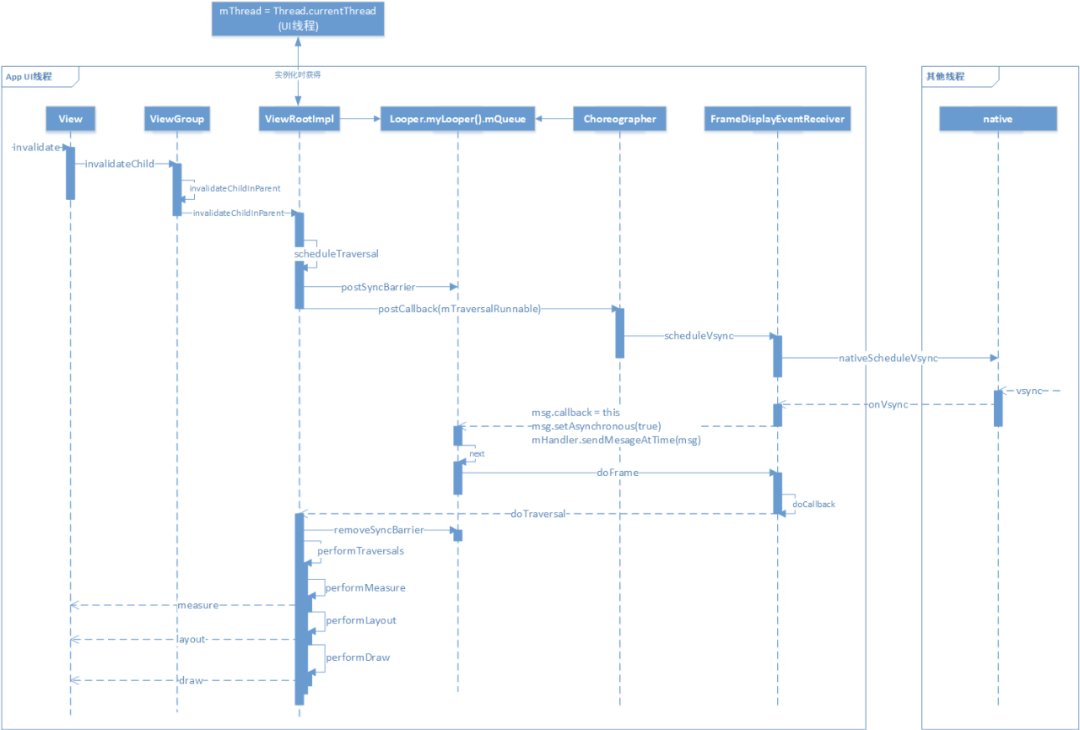 mThread = Thread.currentThread
(UI线程)
实例化时获得
App UI线程
其他线程
View
ViewGroup
ViewRootImpl
Looper.myLooper().mQueue
Choreographer
FrameDisplayEventReceiver
native
invalidate
invalidateChild
invalidateChildInParent
invalidateChildInParent
scheduleTraversal
postSyncBarrier
postCallback(mTraversalRunnable)
scheduleVsync
nativeScheduleVsync
vsync
onVsync
msg.callback = this
msg.setAsynchronous(true)
mHandler.sendMesageAtTime(msg)
next
doFrame
doCallback
doTraversal
removeSyncBarrier
performTraversals
performMeasure
measure
performLayout
layout
performDraw
draw